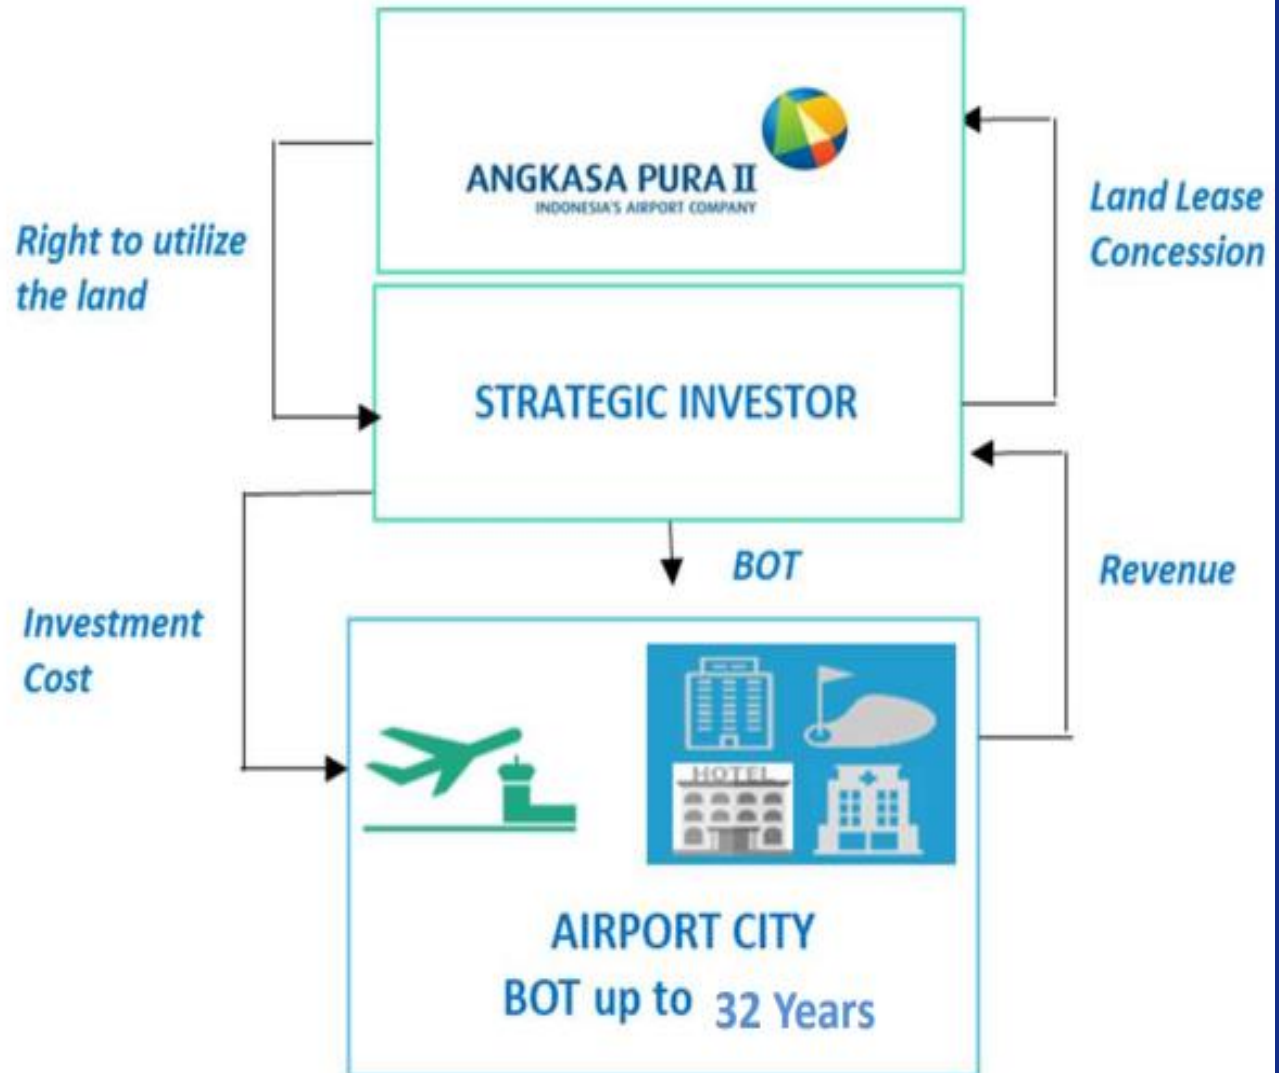 ANGKASA PURA II
INDONESIA'S AIRPORT COMPANY
Right to utilize
the land
Land Lease
Concession
STRATEGIC INVESTOR
BOT
Revenue
Investment
Cost
HOTEL
AIRPORT CITY
BOT up to 32 Years